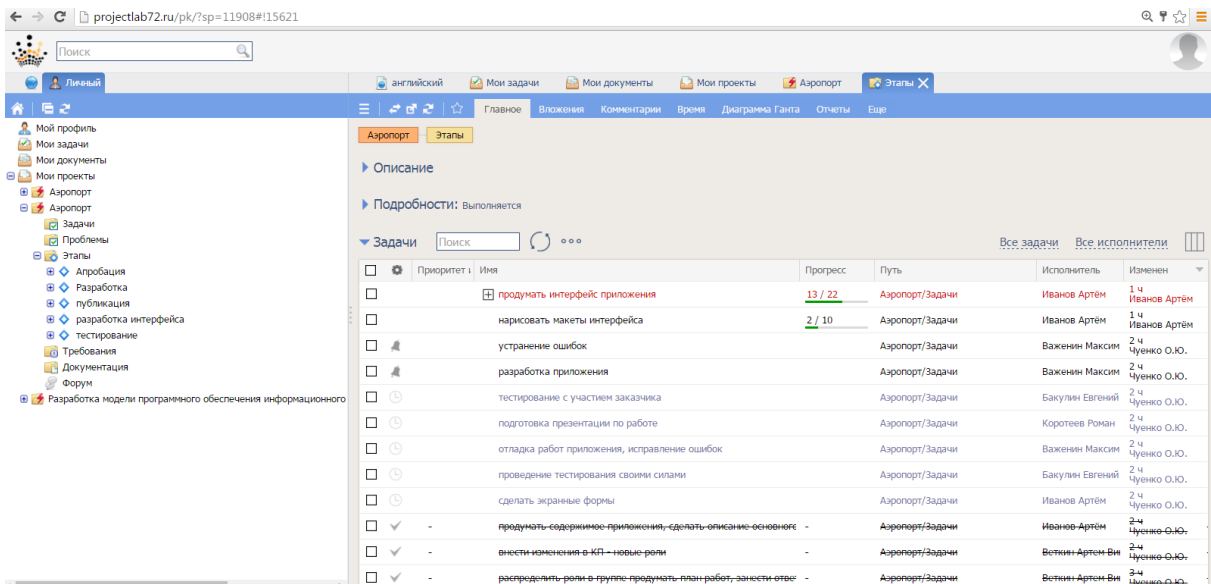 projectlab72.ru/pk/?sp=11908#!15621
Поиск
Личный
английский Мои задачи Мои документы Мои проекты Аэропорт Этапы
Главное Вложения Комментарии Время Диаграмма Ганта Отчеты Еще
Мой профиль
Мои задачи
Мои документы
Мои проекты
Аэропорт
Аэропорт
Задачи
Проблемы
Этапы
Апробация
Разработка
публикация
разработка интерфейса
тестирование
Требования
Документация
Форум
Разработка модели программного обеспечения информационного
Аэропорт Этапы
Описание
Подробности: Выполняется
Задачи Поиск Все задачи Все исполнители
Приоритет Имя Прогресс Путь Исполнитель Изменен
продумать интерфейс приложения 13 / 22 Аэропорт/Задачи Иванов Артём 1 ч Иванов Артём
нарисовать макеты интерфейса 2 / 10 Аэропорт/Задачи Иванов Артём 1 ч Иванов Артём
устранение ошибок Аэропорт/Задачи Важенин Максим 2 ч Чуенко О.Ю.
разработка приложения Аэропорт/Задачи Важенин Максим 2 ч Чуенко О.Ю.
тестирование с участием заказчика Аэропорт/Задачи Бакулин Евгений 2 ч Чуенко О.Ю.
подготовка презентации по работе Аэропорт/Задачи Коротеев Роман 2 ч Чуенко О.Ю.
отладка работ приложения, исправление ошибок Аэропорт/Задачи Важенин Максим 2 ч Чуенко О.Ю.
проведение тестирования своими силами Аэропорт/Задачи Бакулин Евгений 2 ч Чуенко О.Ю.
сделать экранные формы Аэропорт/Задачи Иванов Артём 2 ч Чуенко О.Ю.
- продумать содержимое приложения, сделать описание основного - Аэропорт/Задачи Иванов Артём 2 ч Чуенко О.Ю.
- внести изменения в КП - новые роли - Аэропорт/Задачи Веткин Артем Ви 2 ч Чуенко О.Ю.
- распределить роли в группе продумать план работ, занести отве - Аэропорт/Задачи Веткин Артем Ви 3 ч Чуенко О.Ю.